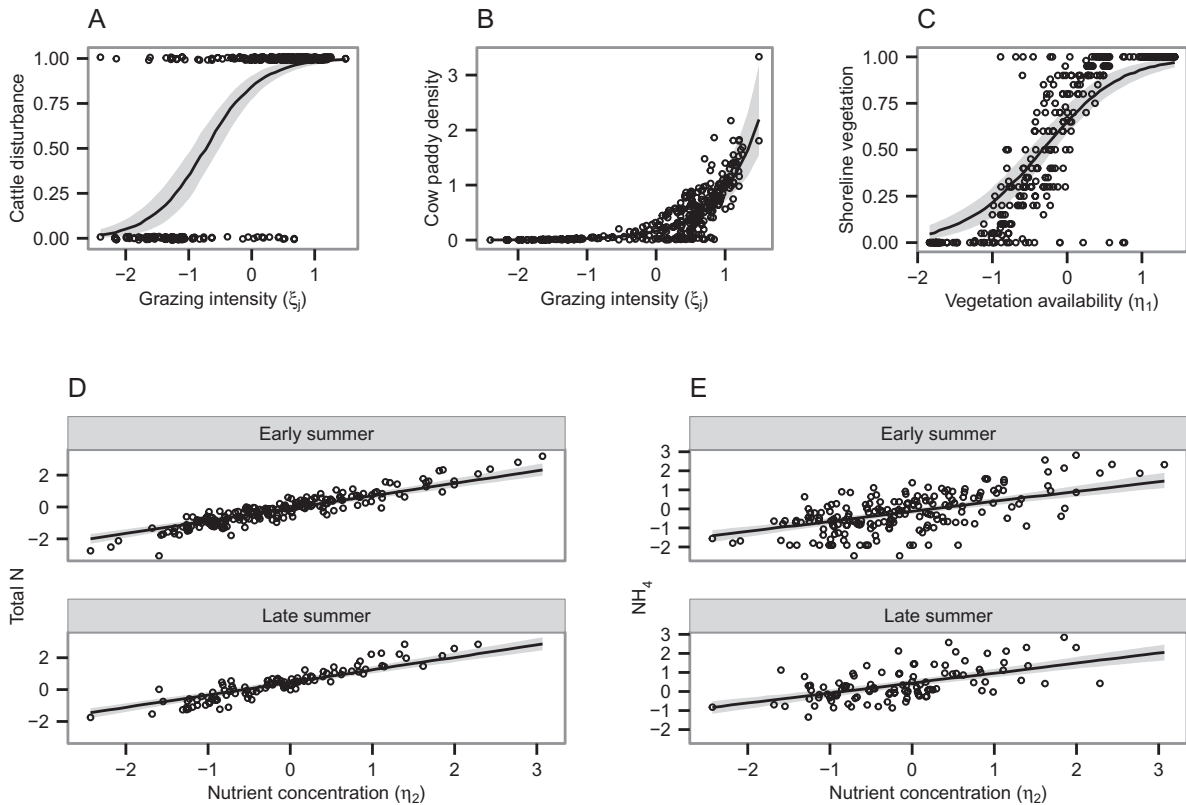 A
B
C
Cattle disturbance
1.00
0.75
0.50
0.25
0.00
−2
−1
0
1
Grazing intensity (ξj)
Cow paddy density
3
2
1
0
−2
−1
0
1
Grazing intensity (ξj)
Shoreline vegetation
1.00
0.75
0.50
0.25
0.00
−2
−1
0
1
Vegetation availability (η1)
D
E
Total N
Early summer
2
0
−2
Late summer
2
0
−2
−2
−1
0
1
2
3
Nutrient concentration (η2)
NH4
Early summer
3
2
1
0
−1
−2
Late summer
3
2
1
0
−1
−2
−2
−1
0
1
2
3
Nutrient concentration (η2)